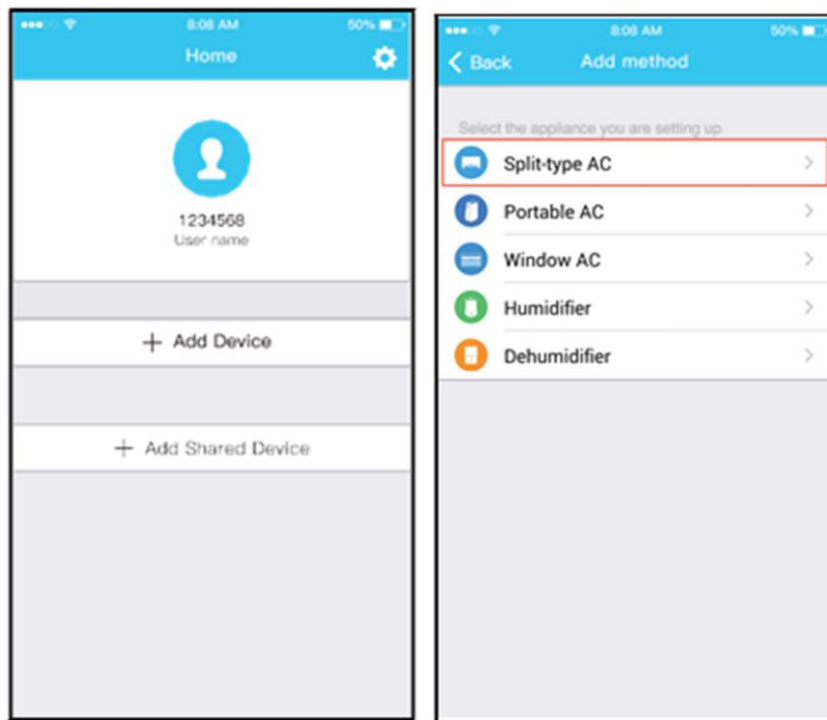 8:08 AM
50%
Home
1234568
User name
+ Add Device
+ Add Shared Device
8:08 AM
50%
Back
Add method
Select the appliance you are setting up
Split-type AC
Portable AC
Window AC
Humidifier
Dehumidifier